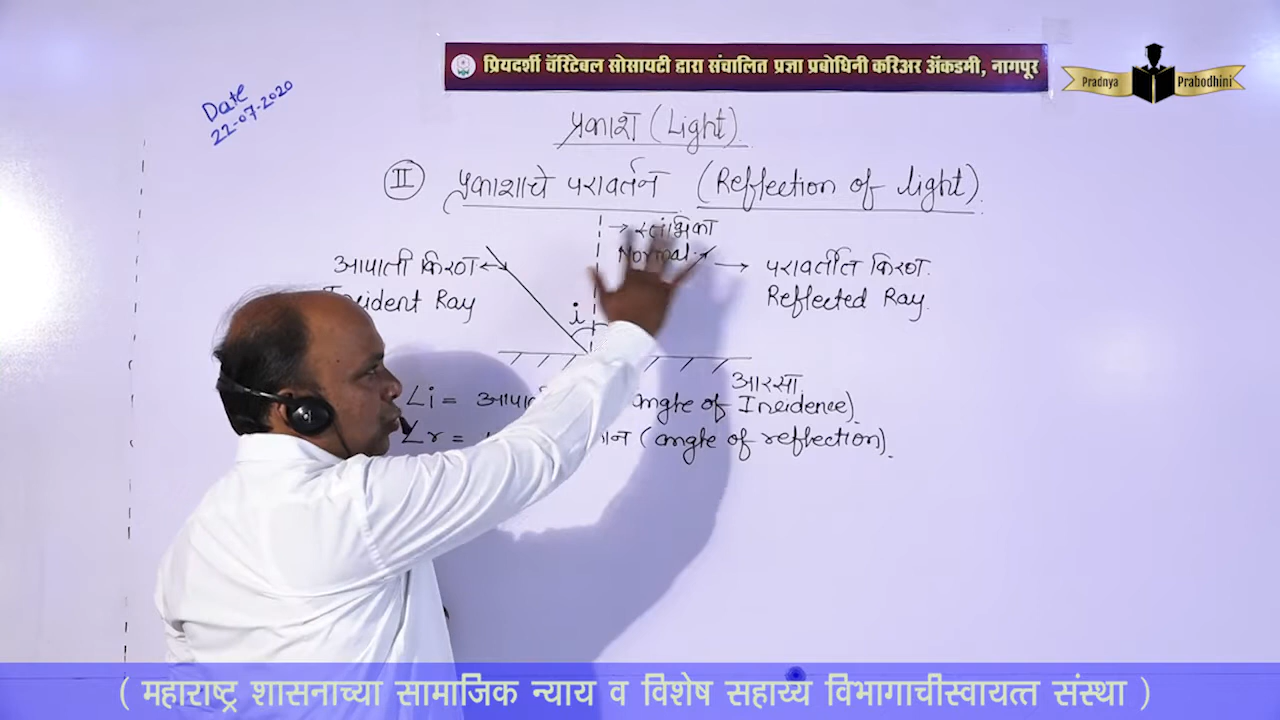 प्रियदर्शी चॅरिटेबल सोसायटी द्वारा संचालित प्रज्ञा प्रबोधिनी करिअर अ‍ॅकडमी, नागपूर
Pradnya Prabodhini
Date
22-07-2020
प्रकाश (Light).
II प्रकाशाचे परावर्तन (Reflection of light).
→ स्तंभिका
Normal
आपाती किरण
Incident Ray
→ परावर्तीत किरण.
Reflected Ray.
i
आरसा.
∠i = angle of Incidence).
∠r = (angle of reflection).
( महाराष्ट्र शासनाच्या सामाजिक न्याय व विशेष सहाय्य विभागाचीस्वायत्त संस्था )